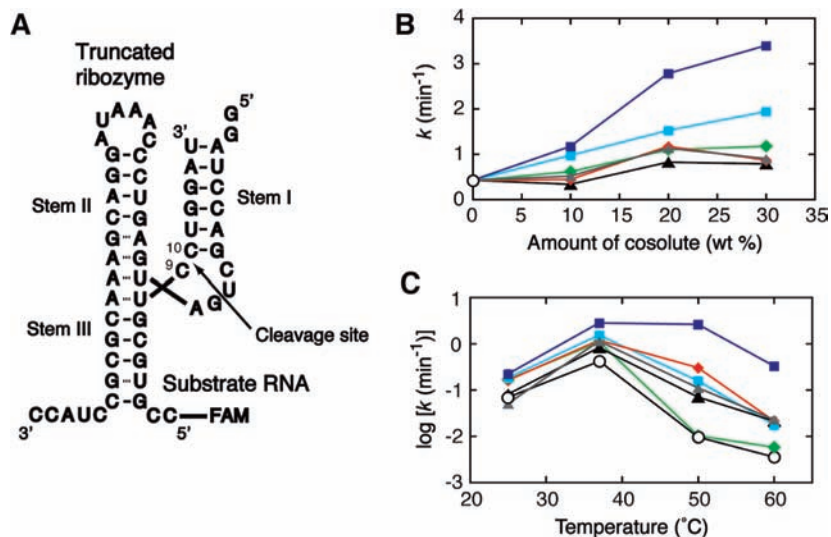 A
Truncated
ribozyme
5'
G
G
3'
U A A A
A C
G C
G C
A U
C G
G A
A G
A U
A U
C G
G C
C G
G U
C G
Stem II
Stem I
10
9
C
C
C
U
G
A
Cleavage site
Stem III
Substrate RNA
CCAUC
CC FAM
3'
5'
B
k (min⁻¹)
4
3
2
1
0
0 5 10 15 20 25 30 35
Amount of cosolute (wt %)
C
log [k (min⁻¹)]
1
0
-1
-2
-3
20 30 40 50 60
Temperature (˚C)